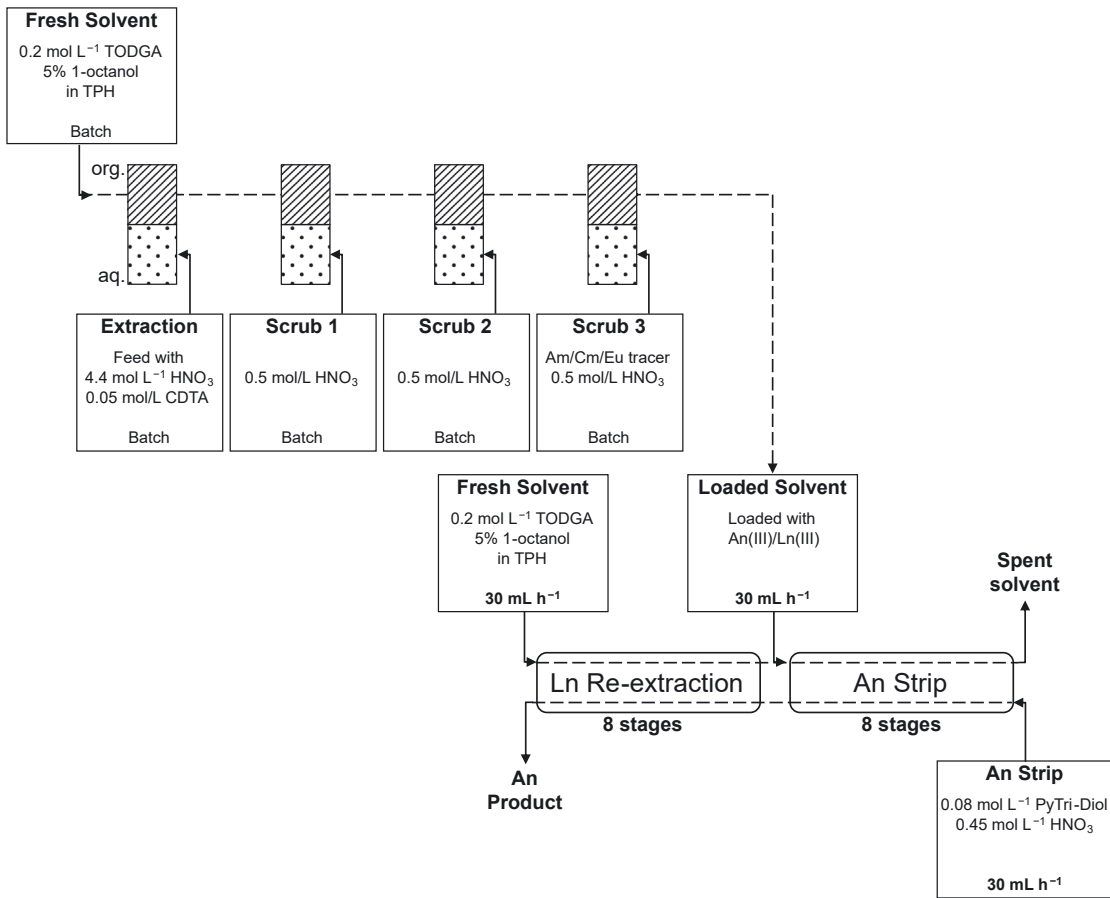 Fresh Solvent
0.2 mol L⁻¹ TODGA
5% 1-octanol
in TPH
Batch
org.
aq.
Extraction
Feed with
4.4 mol L⁻¹ HNO₃
0.05 mol/L CDTA
Batch
Scrub 1
0.5 mol/L HNO₃
Batch
Scrub 2
0.5 mol/L HNO₃
Batch
Scrub 3
Am/Cm/Eu tracer
0.5 mol/L HNO₃
Batch
Fresh Solvent
0.2 mol L⁻¹ TODGA
5% 1-octanol
in TPH
30 mL h⁻¹
Loaded Solvent
Loaded with
An(III)/Ln(III)
30 mL h⁻¹
Spent
solvent
Ln Re-extraction
8 stages
An Strip
8 stages
An
Product
An Strip
0.08 mol L⁻¹ PyTri-Diol
0.45 mol L⁻¹ HNO₃
30 mL h⁻¹